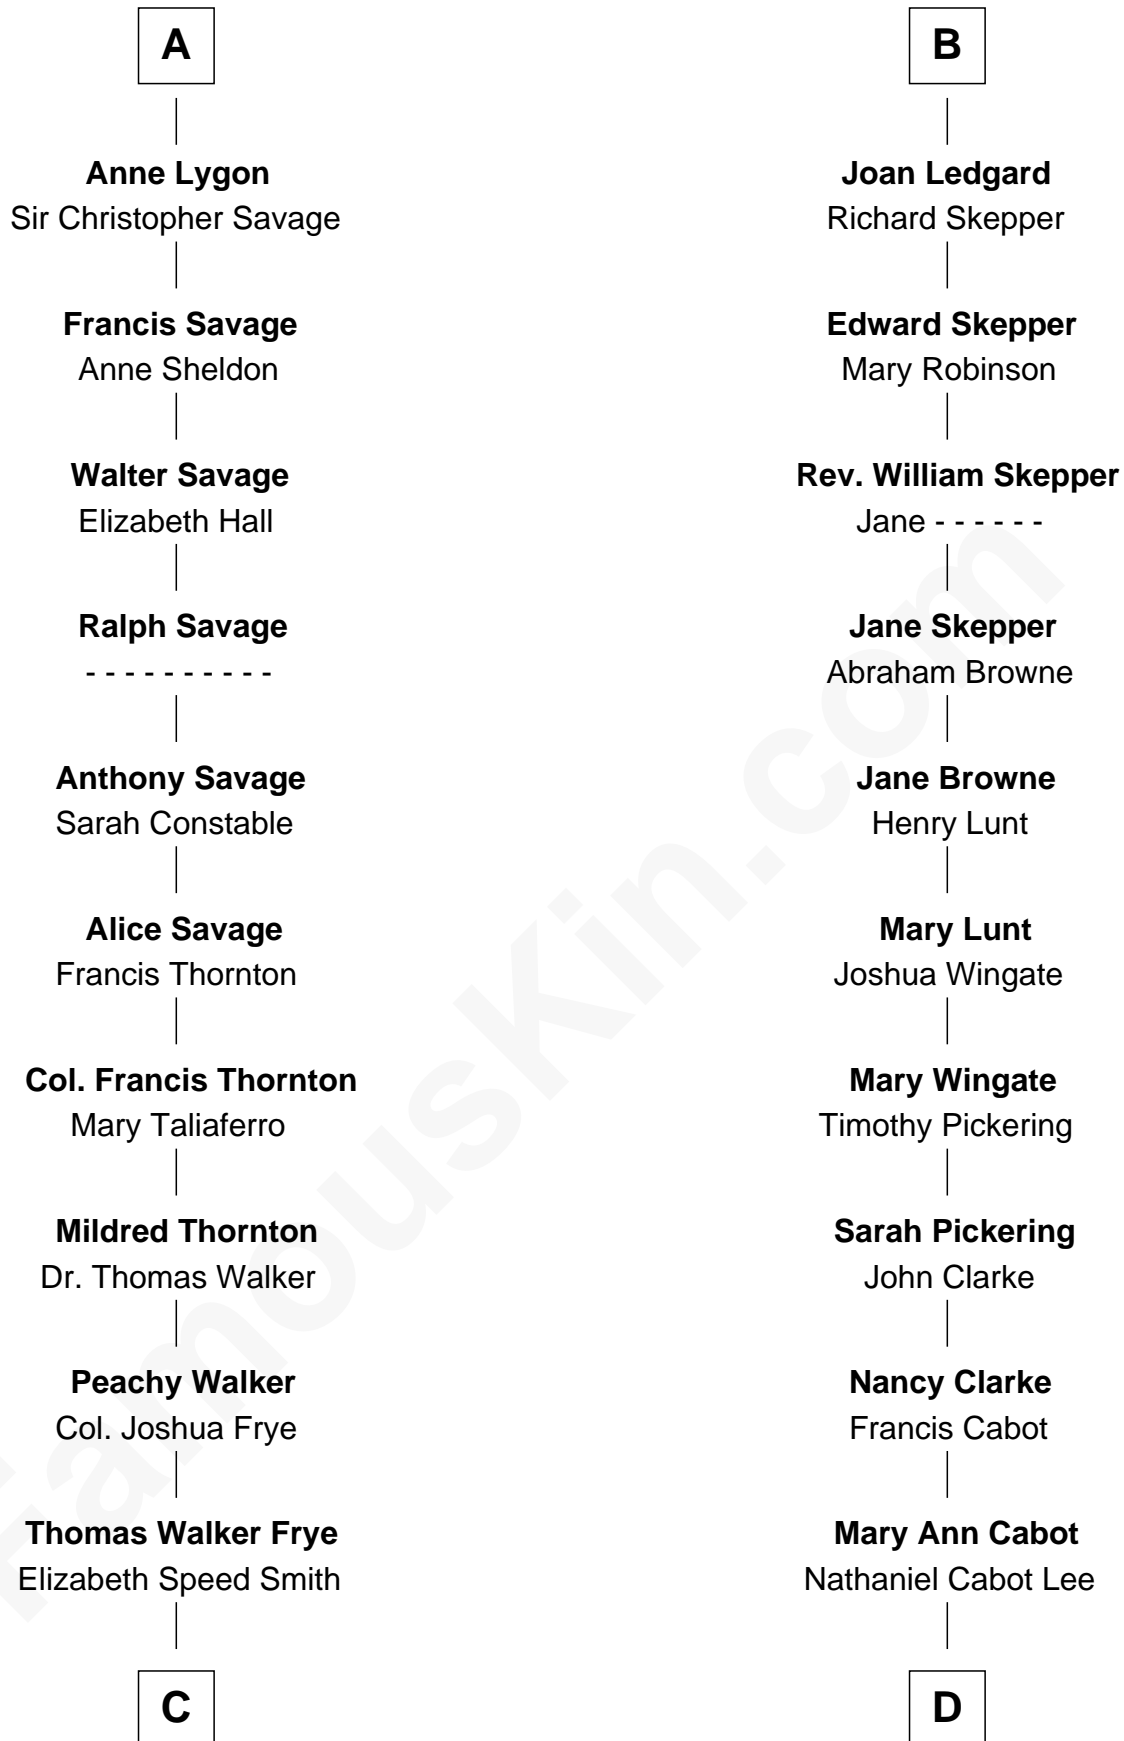 A
Anne Lygon
Sir Christopher Savage
Francis Savage
Anne Sheldon
Walter Savage
Elizabeth Hall
Ralph Savage
- - - - - - - - - -
Anthony Savage
Sarah Constable
Alice Savage
Francis Thornton
Col. Francis Thornton
Mary Taliaferro
Mildred Thornton
Dr. Thomas Walker
Peachy Walker
Col. Joshua Frye
Thomas Walker Frye
Elizabeth Speed Smith
C
B
Joan Ledgard
Richard Skepper
Edward Skepper
Mary Robinson
Rev. William Skepper
Jane - - - - - -
Jane Skepper
Abraham Browne
Jane Browne
Henry Lunt
Mary Lunt
Joshua Wingate
Mary Wingate
Timothy Pickering
Sarah Pickering
John Clarke
Nancy Clarke
Francis Cabot
Mary Ann Cabot
Nathaniel Cabot Lee
D
FamousKin.com